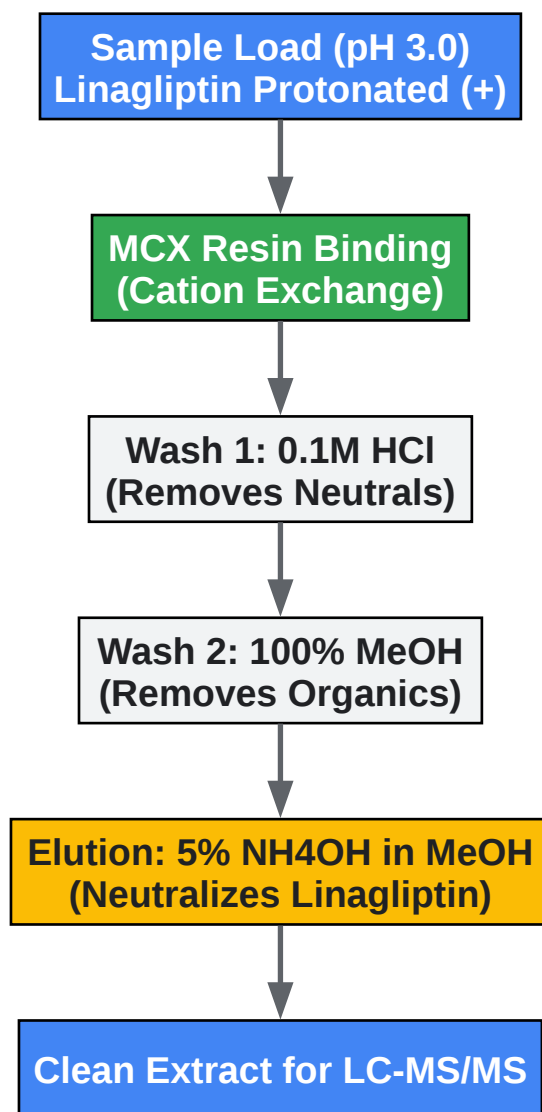 Sample Load (pH 3.0)
Linagliptin Protonated (+)
MCX Resin Binding
(Cation Exchange)
Wash 1: 0.1M HCl
(Removes Neutrals)
Wash 2: 100% MeOH
(Removes Organics)
Elution: 5% NH4OH in MeOH
(Neutralizes Linagliptin)
Clean Extract for LC-MS/MS